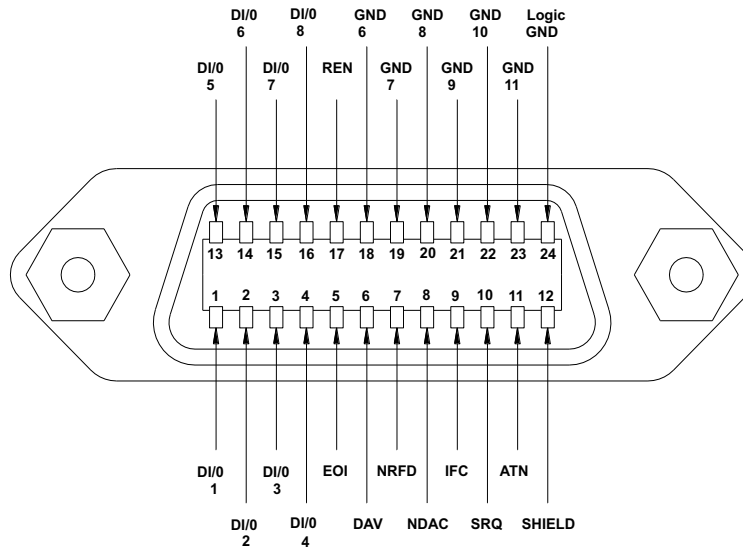 DI/0 DI/0 GND GND GND Logic
6 8 6 8 10 GND
DI/0 DI/0 REN GND GND GND
5 7 7 9 11
13 14 15 16 17 18 19 20 21 22 23 24
1 2 3 4 5 6 7 8 9 10 11 12
DI/0 DI/0 EOI NRFD IFC ATN
1 3
DI/0 DI/0 DAV NDAC SRQ SHIELD
2 4